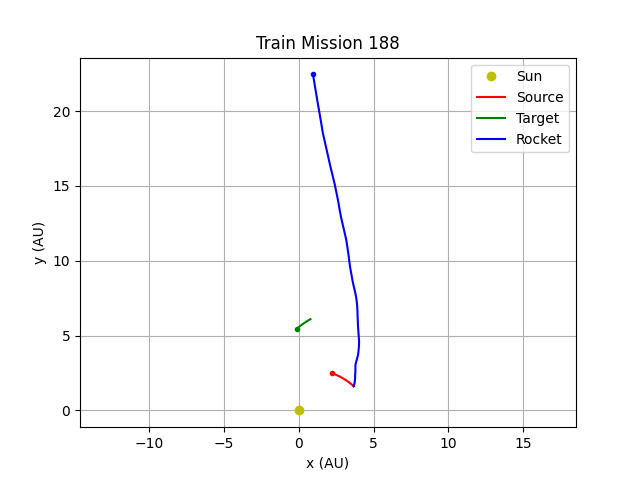 Train Mission 188
Sun
Source
Target
Rocket
20
15
10
5
0
y (AU)
−10
−5
0
5
10
15
x (AU)